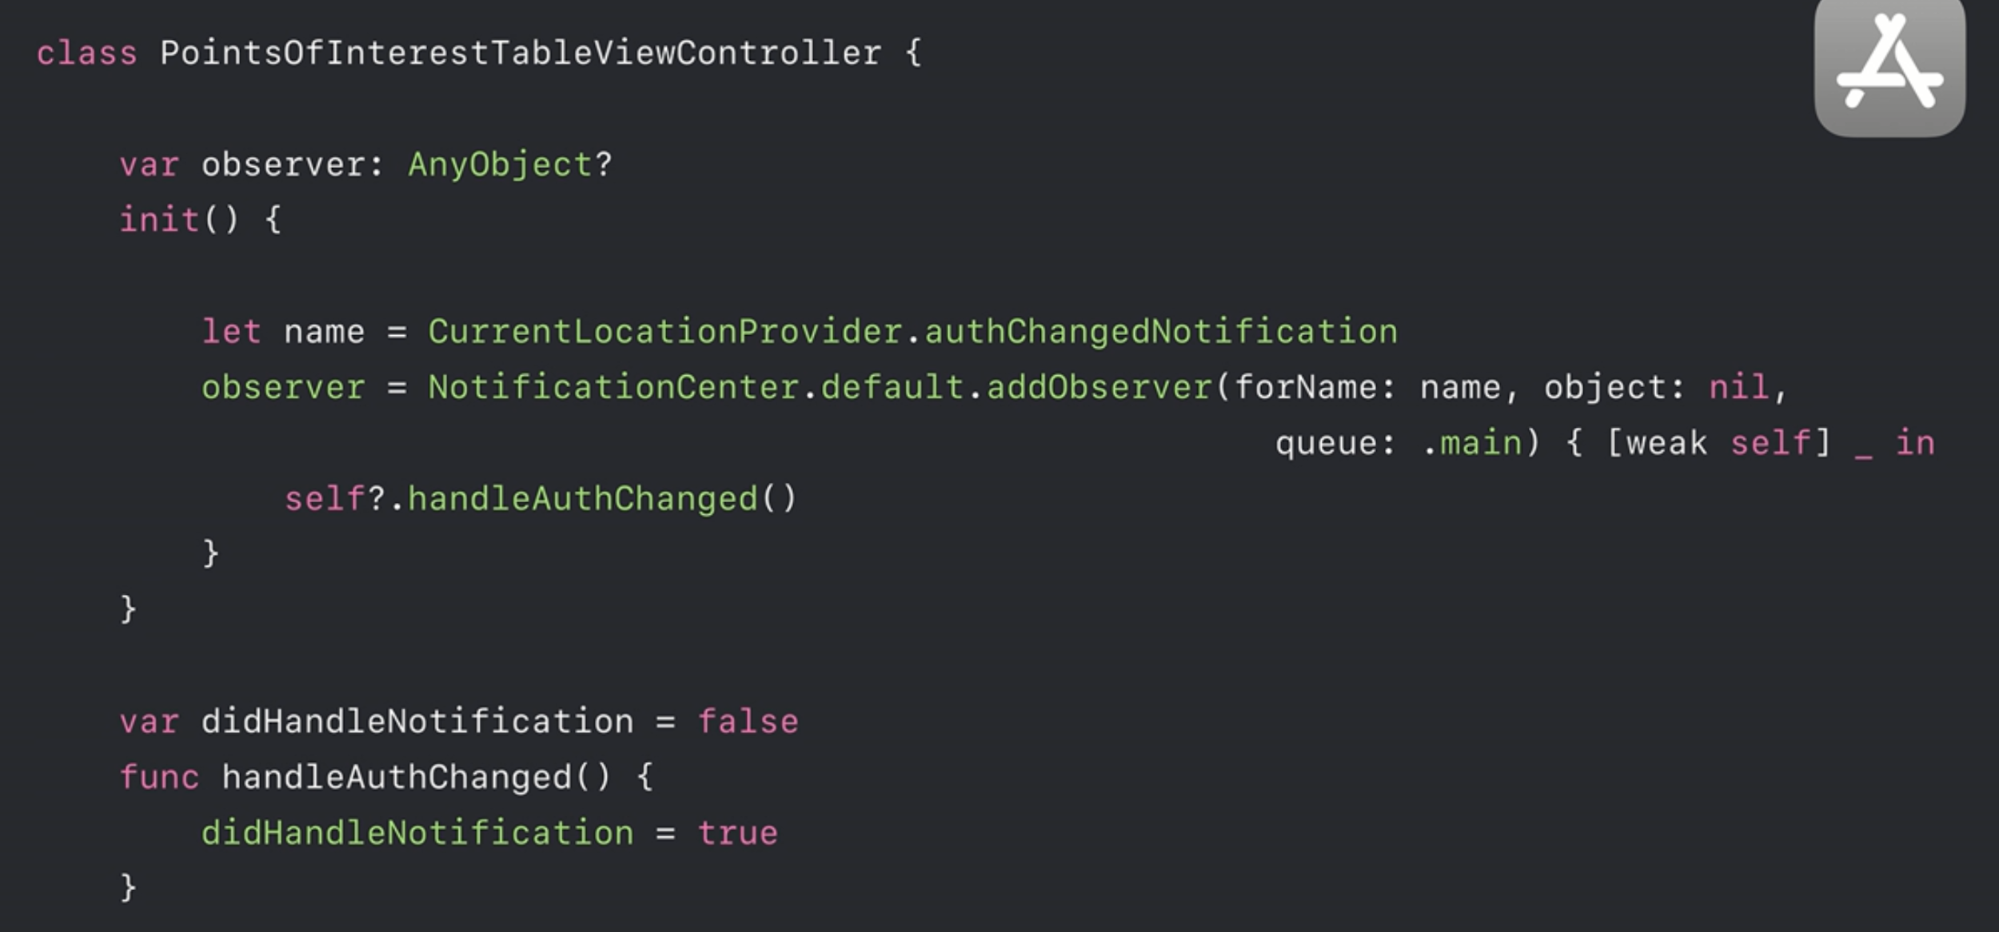 class PointsOfInterestTableViewController {
var observer: AnyObject?
init() {
let name = CurrentLocationProvider.authChangedNotification
observer = NotificationCenter.default.addObserver(forName: name, object: nil,
queue: .main) { [weak self] _ in
self?.handleAuthChanged()
}
}
var didHandleNotification = false
func handleAuthChanged() {
didHandleNotification = true
}